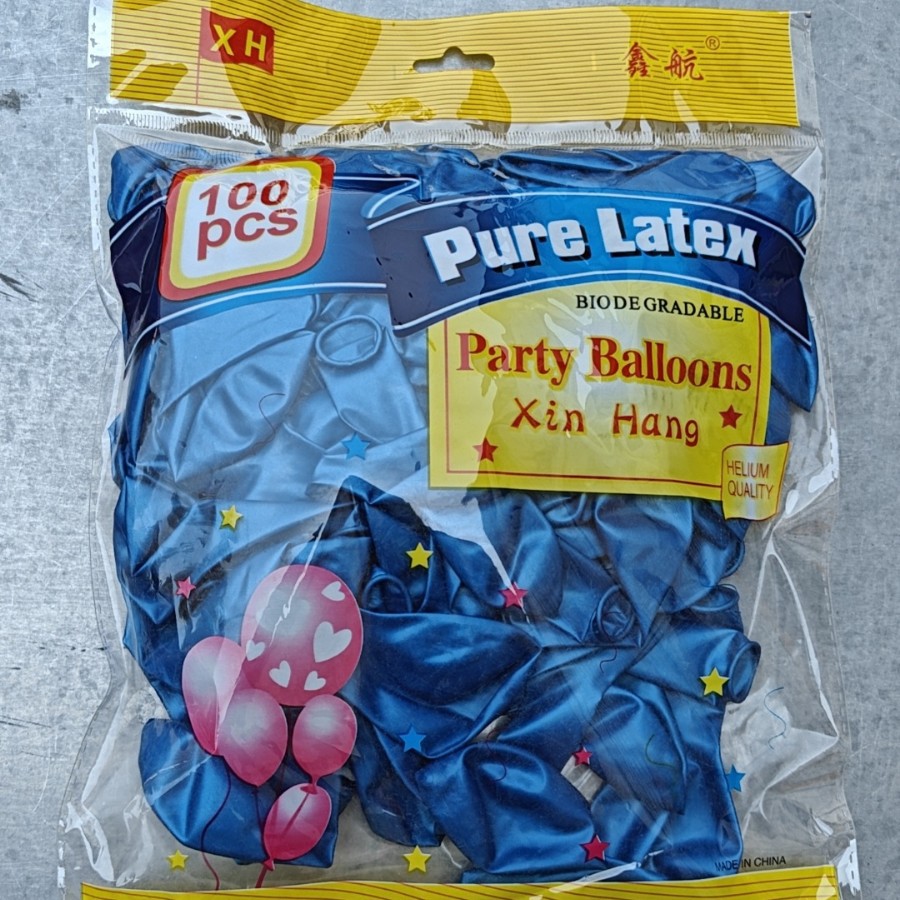 XH
鑫航®
100
pcs
Pure Latex
BIODEGRADABLE
Party Balloons
Xin Hang
HELIUM
QUALITY
MADE IN CHINA